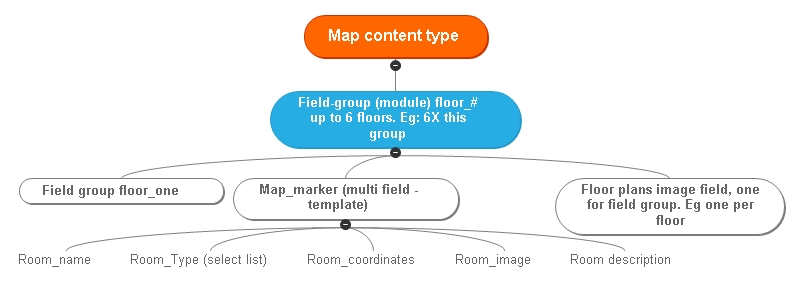 Map content type
Field-group (module) floor_#
up to 6 floors. Eg: 6X this
group
Field group floor_one
Map_marker (multi field -
template)
Floor plans image field, one
for field group. Eg one per
floor
Room_name
Room_Type (select list)
Room_coordinates
Room_image
Room description